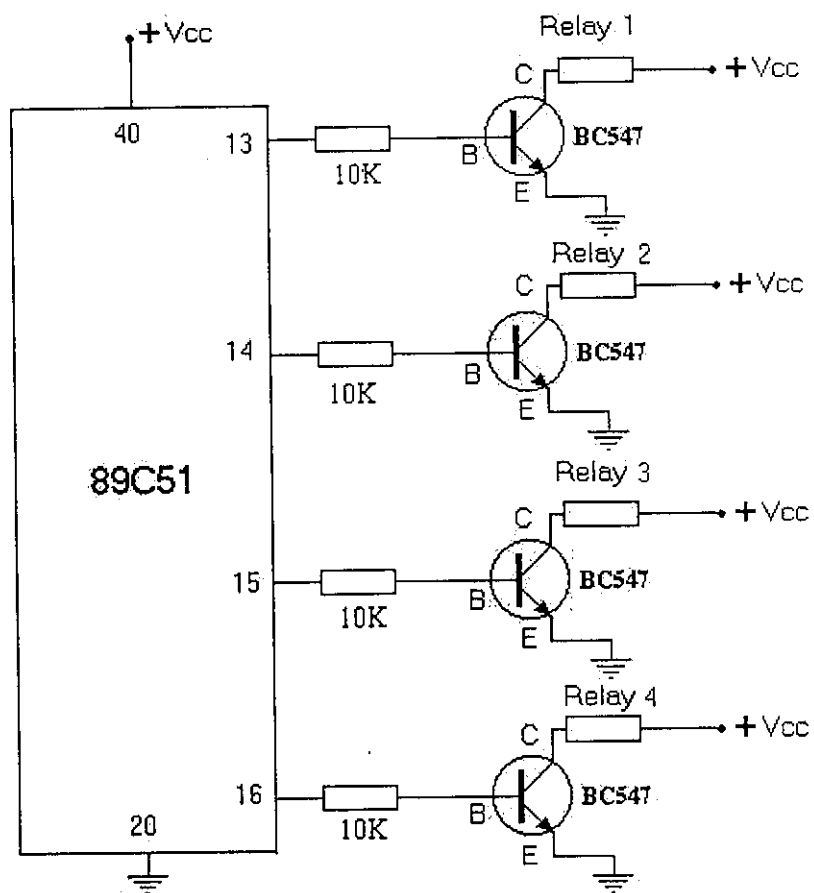 + Vcc
Relay 1
C
+ Vcc
40
13
10K
B
BC547
E
Relay 2
C
+ Vcc
14
10K
B
BC547
E
89C51
Relay 3
C
+ Vcc
15
10K
B
BC547
E
Relay 4
C
+ Vcc
16
10K
B
BC547
E
20